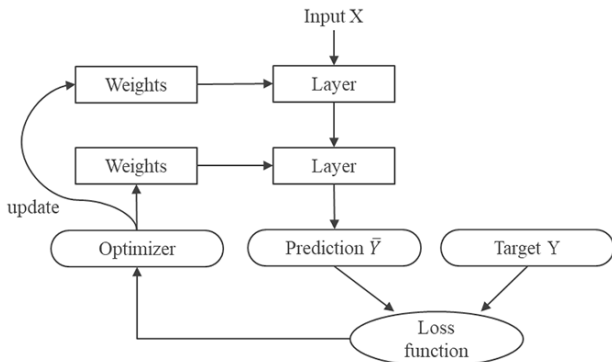 Input X
Weights
Layer
Weights
Layer
update
Optimizer
Prediction Ȳ
Target Y
Loss
function